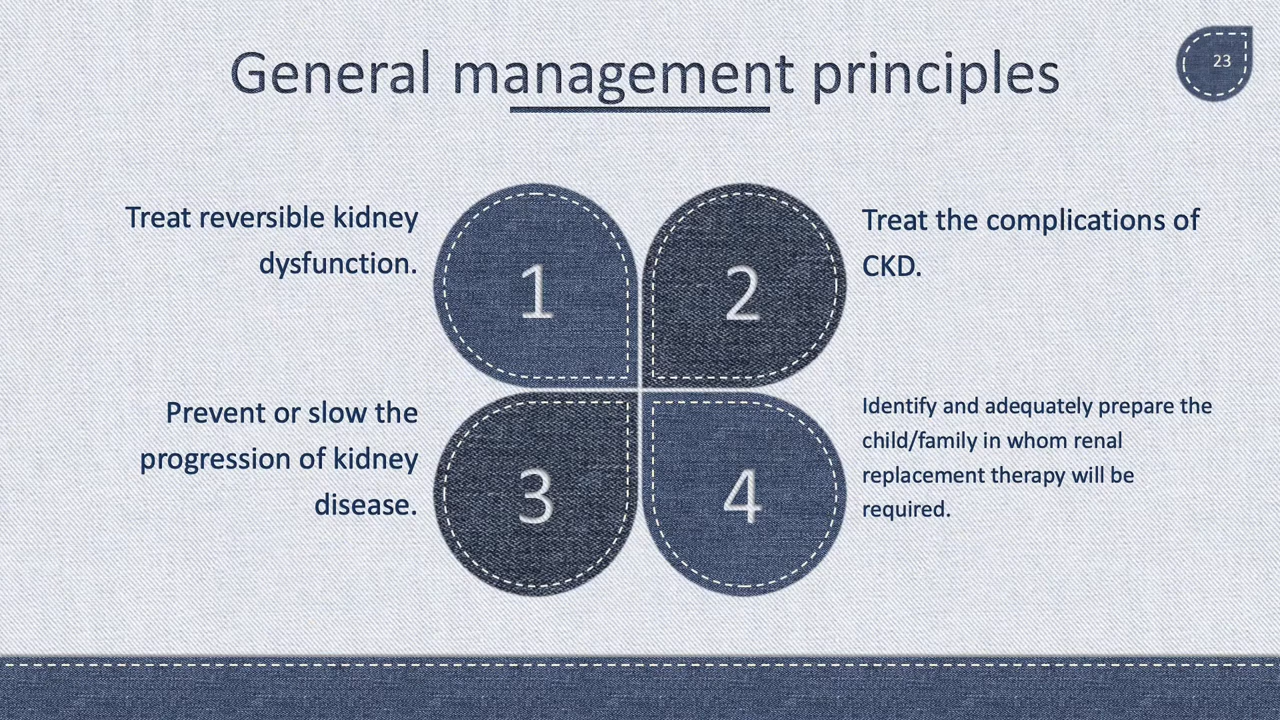 General management principles
23
Treat reversible kidney
dysfunction.
1
2
Treat the complications of
CKD.
Prevent or slow the
progression of kidney
disease.
3
4
Identify and adequately prepare the
child/family in whom renal
replacement therapy will be
required.